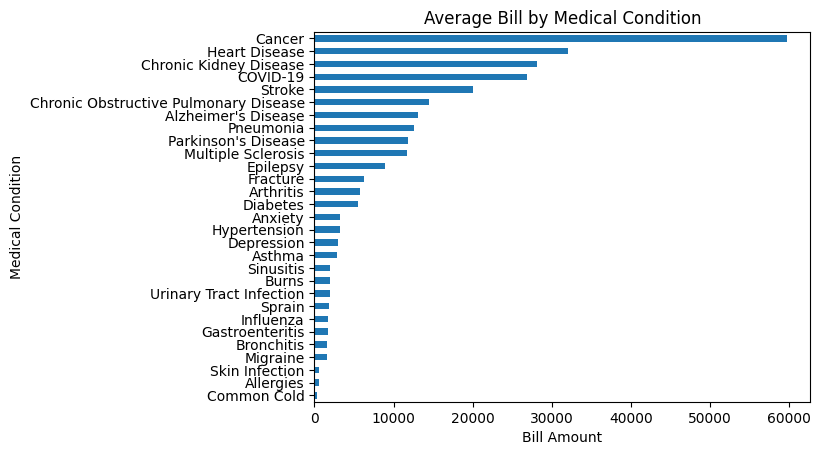 Average Bill by Medical Condition
Medical Condition
Cancer
Heart Disease
Chronic Kidney Disease
COVID-19
Stroke
Chronic Obstructive Pulmonary Disease
Alzheimer's Disease
Pneumonia
Parkinson's Disease
Multiple Sclerosis
Epilepsy
Fracture
Arthritis
Diabetes
Anxiety
Hypertension
Depression
Asthma
Sinusitis
Burns
Urinary Tract Infection
Sprain
Influenza
Gastroenteritis
Bronchitis
Migraine
Skin Infection
Allergies
Common Cold
0 10000 20000 30000 40000 50000 60000
Bill Amount